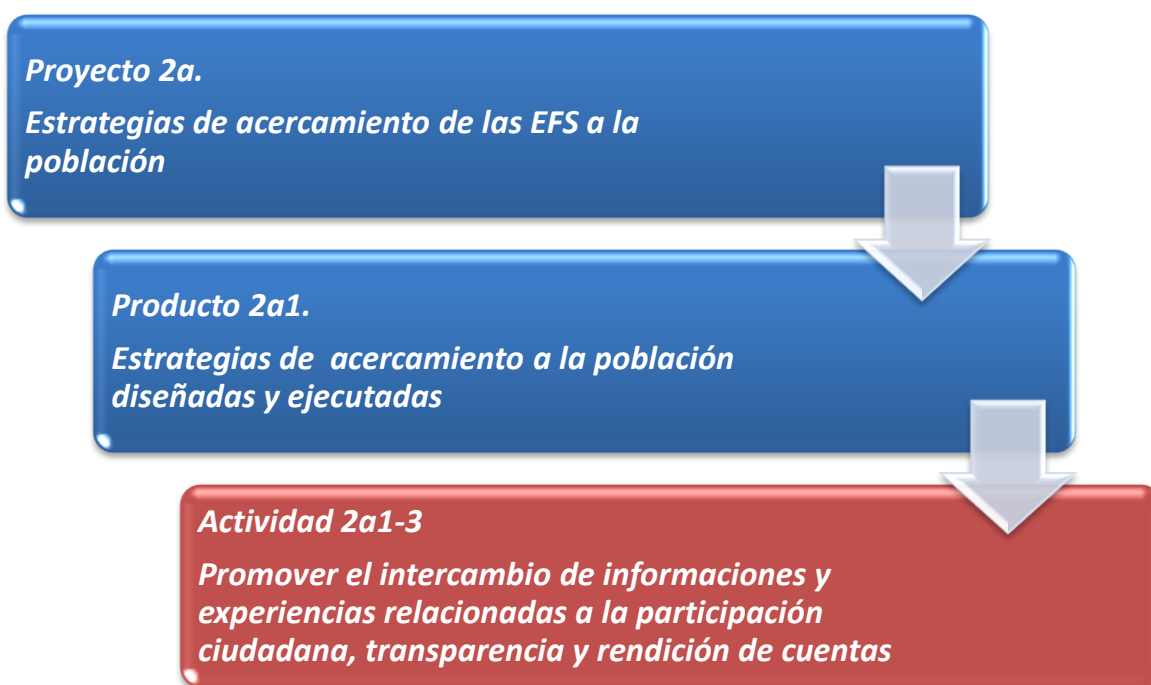 Proyecto 2a.
Estrategias de acercamiento de las EFS a la
población
Producto 2a1.
Estrategias de  acercamiento a la población
diseñadas y ejecutadas
Actividad 2a1-3
Promover el intercambio de informaciones y
experiencias relacionadas a la participación
ciudadana, transparencia y rendición de cuentas